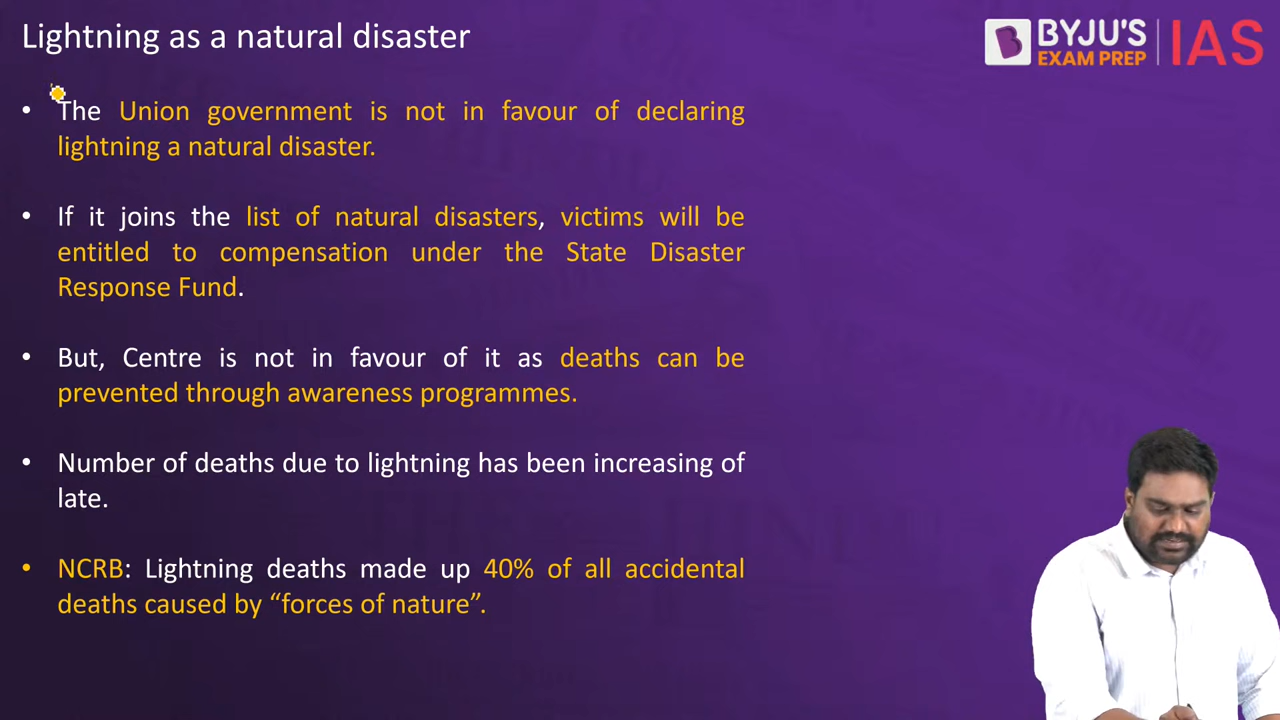 Lightning as a natural disaster
BYJU'S
EXAM PREP
IAS
• The Union government is not in favour of declaring
lightning a natural disaster.
• If it joins the list of natural disasters, victims will be
entitled to compensation under the State Disaster
Response Fund.
• But, Centre is not in favour of it as deaths can be
prevented through awareness programmes.
• Number of deaths due to lightning has been increasing of
late.
• NCRB: Lightning deaths made up 40% of all accidental
deaths caused by “forces of nature”.